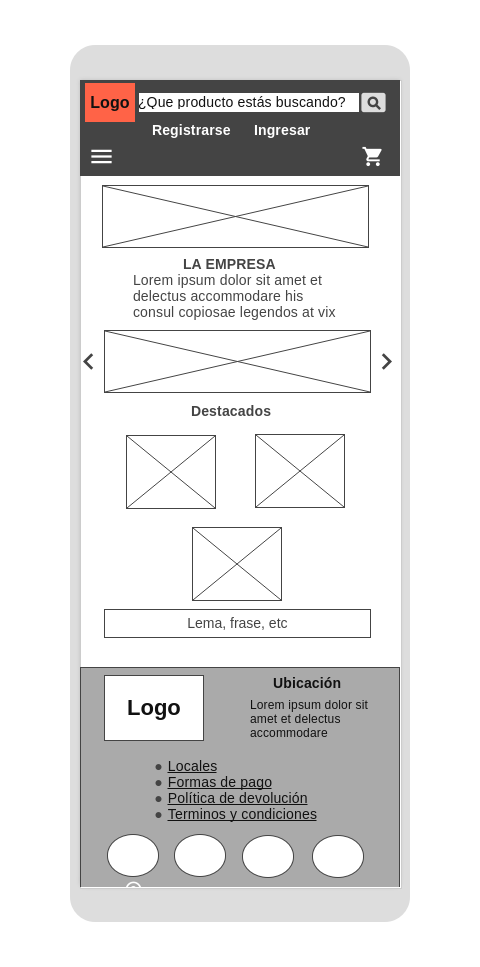 Logo
¿Que producto estás buscando?
Registrarse Ingresar
LA EMPRESA
Lorem ipsum dolor sit amet et
delectus accommodare his
consul copiosae legendos at vix
Destacados
Lema, frase, etc
Logo
Ubicación
Lorem ipsum dolor sit
amet et delectus
accommodare
Locales
Formas de pago
Política de devolución
Terminos y condiciones